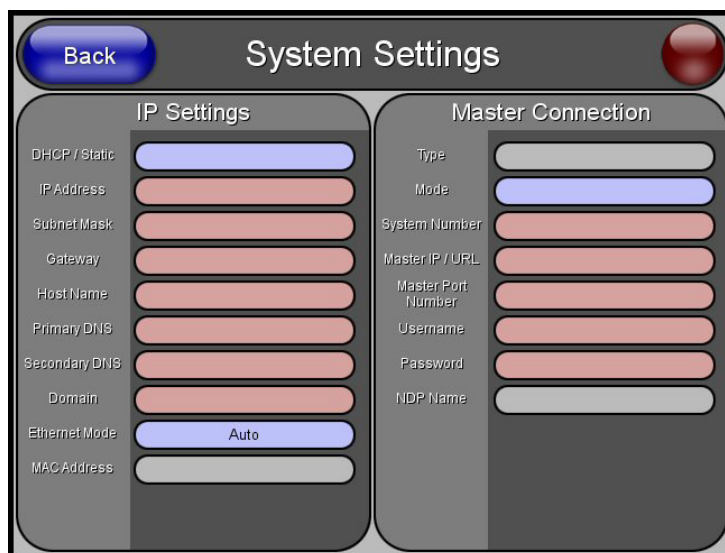 Back
System Settings
IP Settings
DHCP / Static
IP Address
Subnet Mask
Gateway
Host Name
Primary DNS
Secondary DNS
Domain
Ethernet Mode
Auto
MAC Address
Master Connection
Type
Mode
System Number
Master IP / URL
Master Port
Number
Username
Password
NDP Name